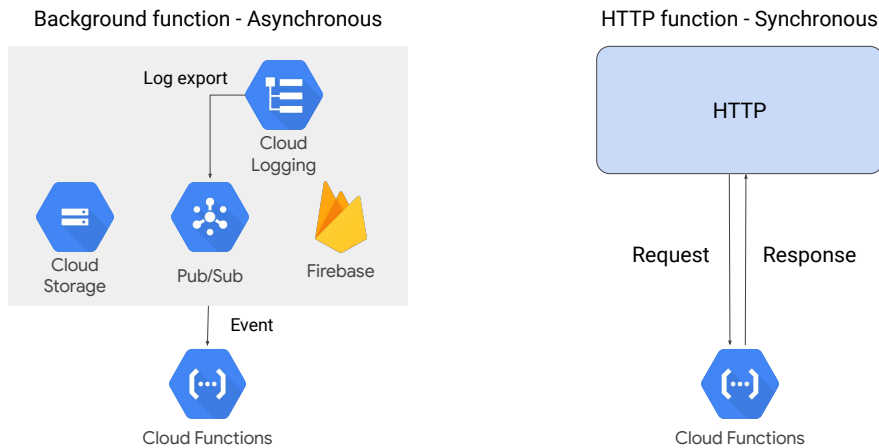 Background function - Asynchronous
Log export
Cloud
Logging
Cloud
Storage
Pub/Sub
Firebase
Event
Cloud Functions
HTTP function - Synchronous
HTTP
Request
Response
Cloud Functions